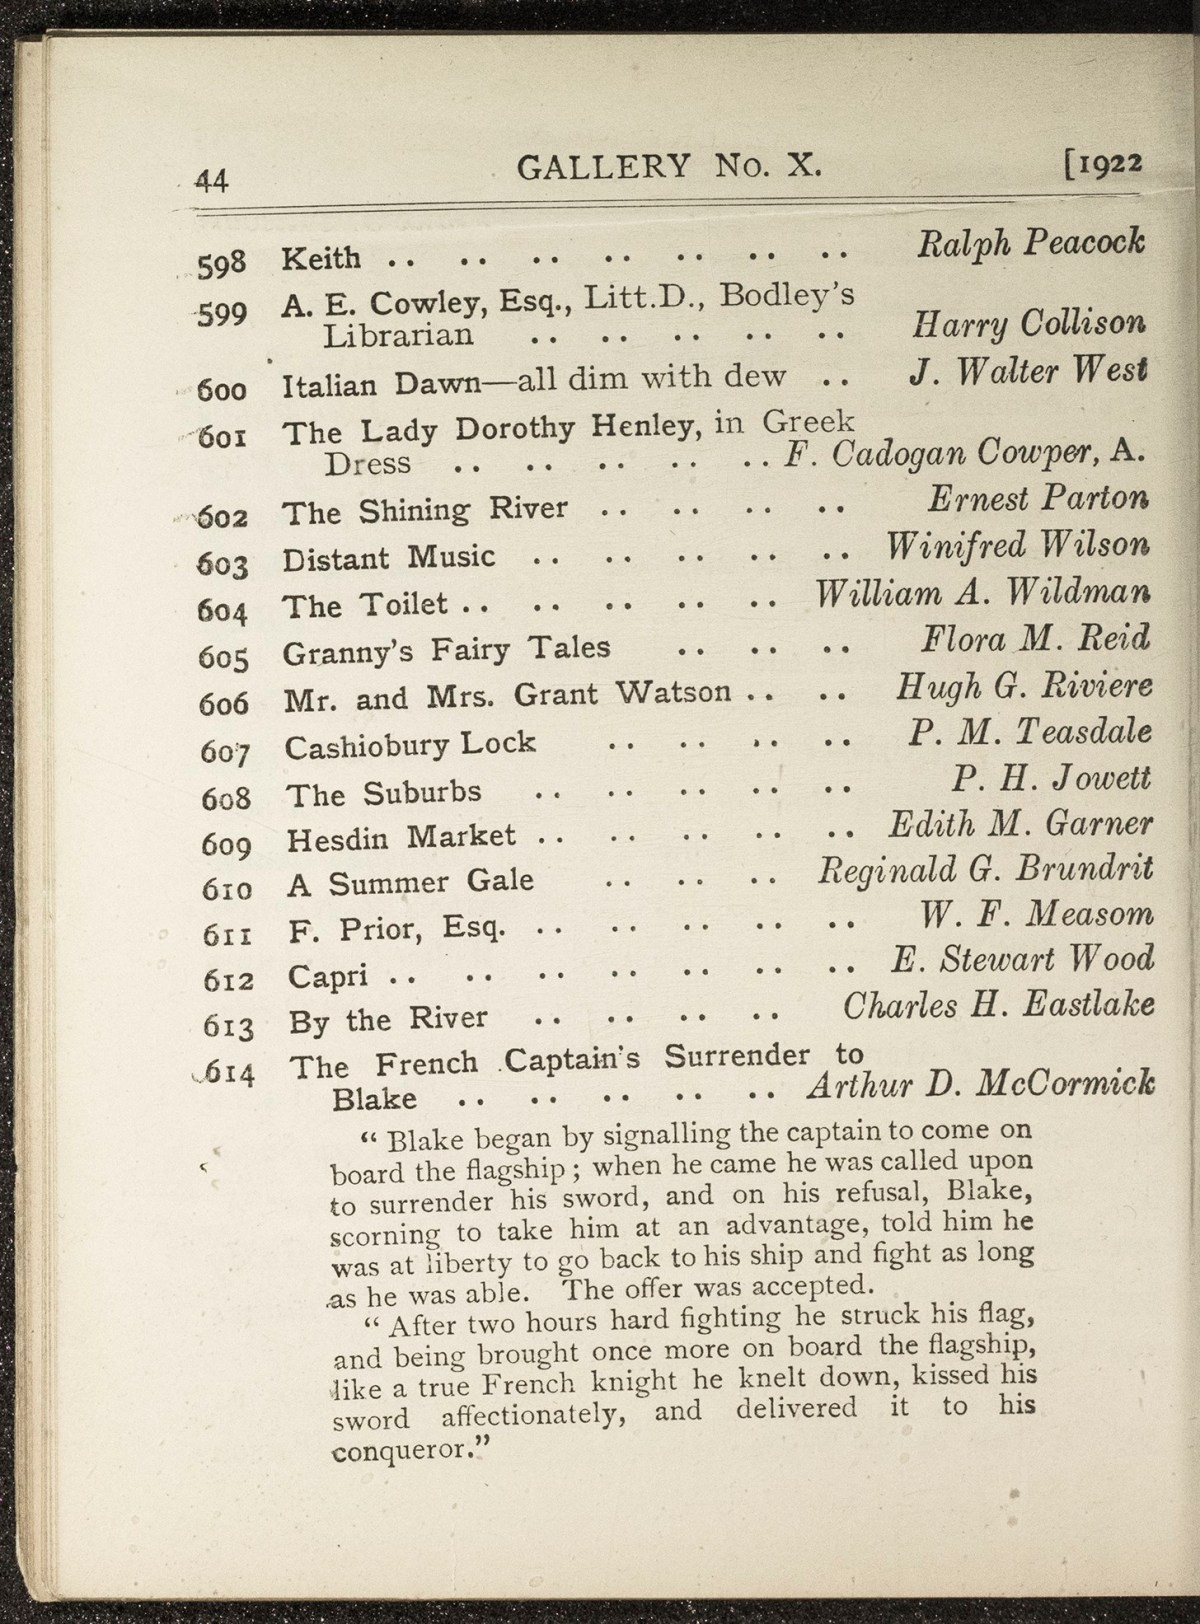 44 GALLERY No. X. [1922
598 Keith .. .. .. .. .. .. .. Ralph Peacock
599 A. E. Cowley, Esq., Litt.D., Bodley's
Librarian .. .. .. .. .. Harry Collison
600 Italian Dawn—all dim with dew .. J. Walter West
601 The Lady Dorothy Henley, in Greek
Dress .. .. .. .. .. F. Cadogan Cowper, A.
602 The Shining River .. .. .. .. Ernest Parton
603 Distant Music .. .. .. .. .. Winifred Wilson
604 The Toilet .. .. .. .. .. William A. Wildman
605 Granny's Fairy Tales .. .. .. Flora M. Reid
606 Mr. and Mrs. Grant Watson .. .. Hugh G. Riviere
607 Cashiobury Lock .. .. .. .. P. M. Teasdale
608 The Suburbs .. .. .. .. .. P. H. Jowett
609 Hesdin Market .. .. .. .. .. Edith M. Garner
610 A Summer Gale .. .. .. Reginald G. Brundrit
611 F. Prior, Esq. .. .. .. .. .. W. F. Measom
612 Capri .. .. .. .. .. .. .. E. Stewart Wood
613 By the River .. .. .. .. Charles H. Eastlake
614 The French Captain's Surrender to
Blake .. .. .. .. .. Arthur D. McCormick
" Blake began by signalling the captain to come on
board the flagship ; when he came he was called upon
to surrender his sword, and on his refusal, Blake,
scorning to take him at an advantage, told him he
was at liberty to go back to his ship and fight as long
as he was able. The offer was accepted.
" After two hours hard fighting he struck his flag,
and being brought once more on board the flagship,
like a true French knight he knelt down, kissed his
sword affectionately, and delivered it to his
conqueror."